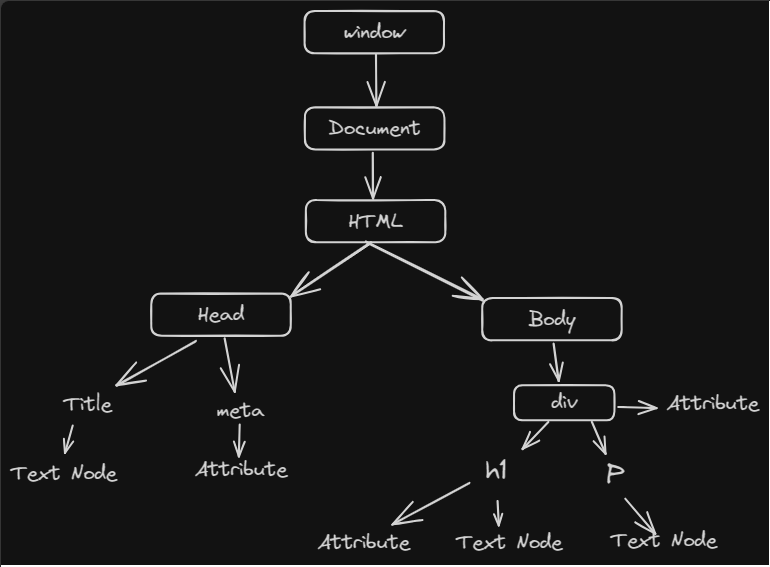 window
Document
HTML
Head
Body
Title
meta
div
Attribute
Text Node
Attribute
h1
P
Attribute
Text Node
Text Node